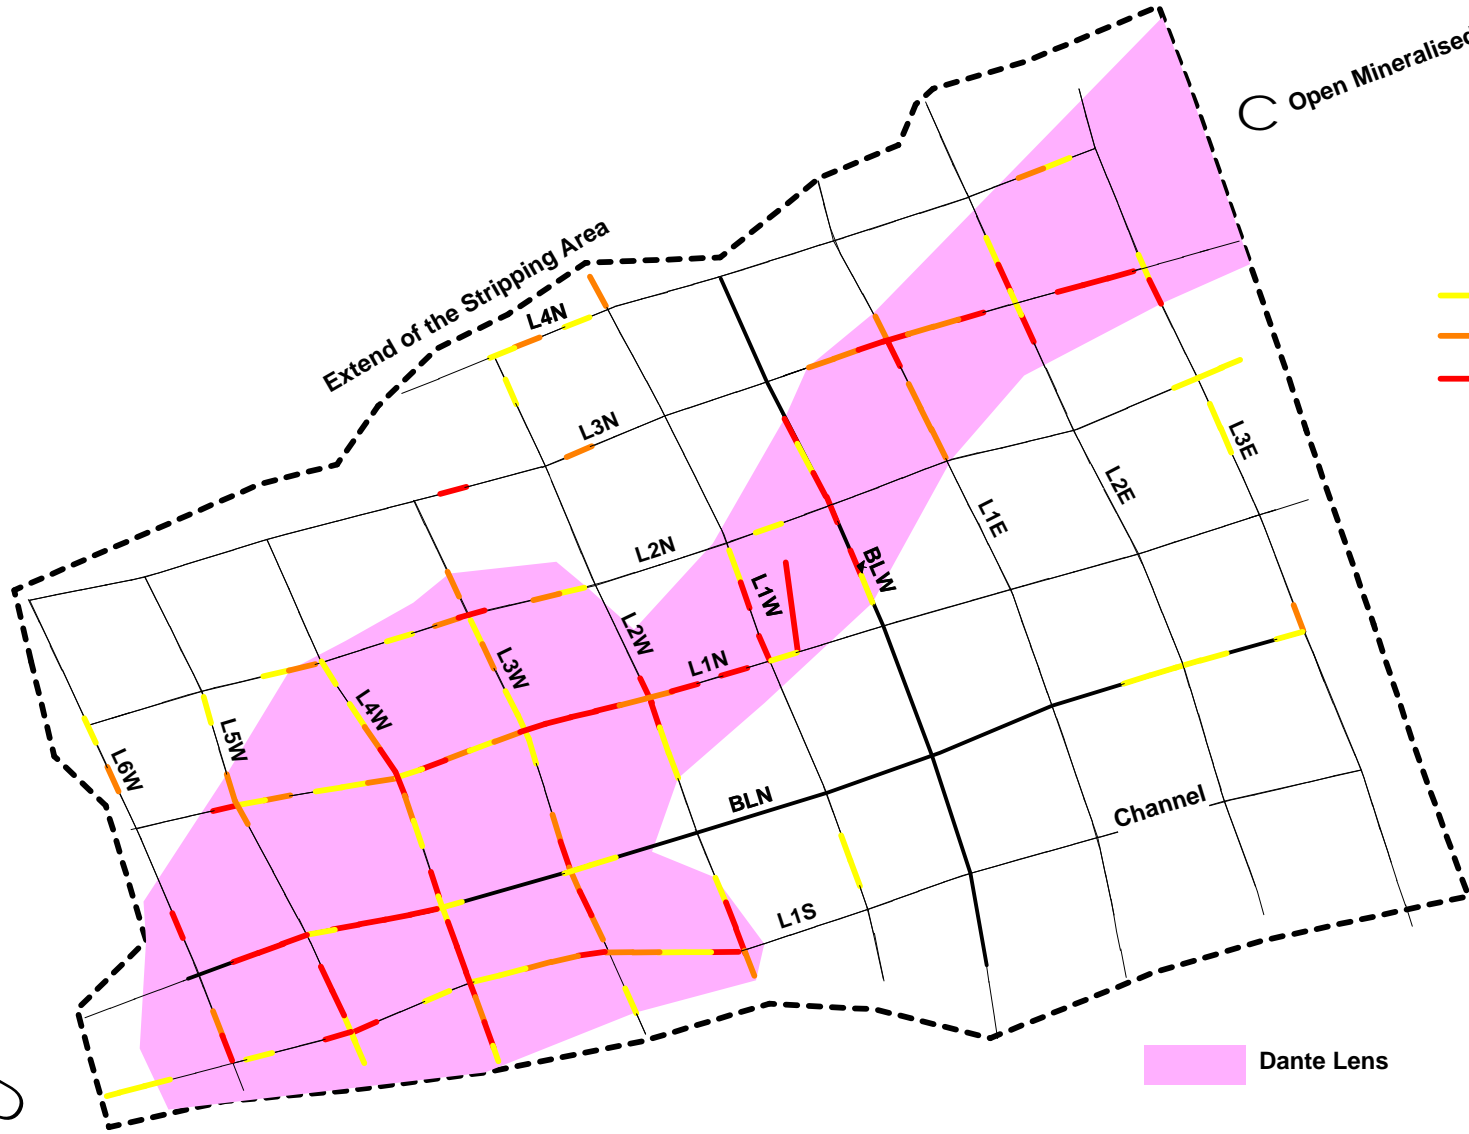 Open Mineralised
Extend of the Stripping Area
L4N
L3N
L3E
L2E
L1E
L2N
BLW
L1W
L2W
L3W
L1N
L4W
L5W
L6W
BLN
Channel
L1S
Dante Lens